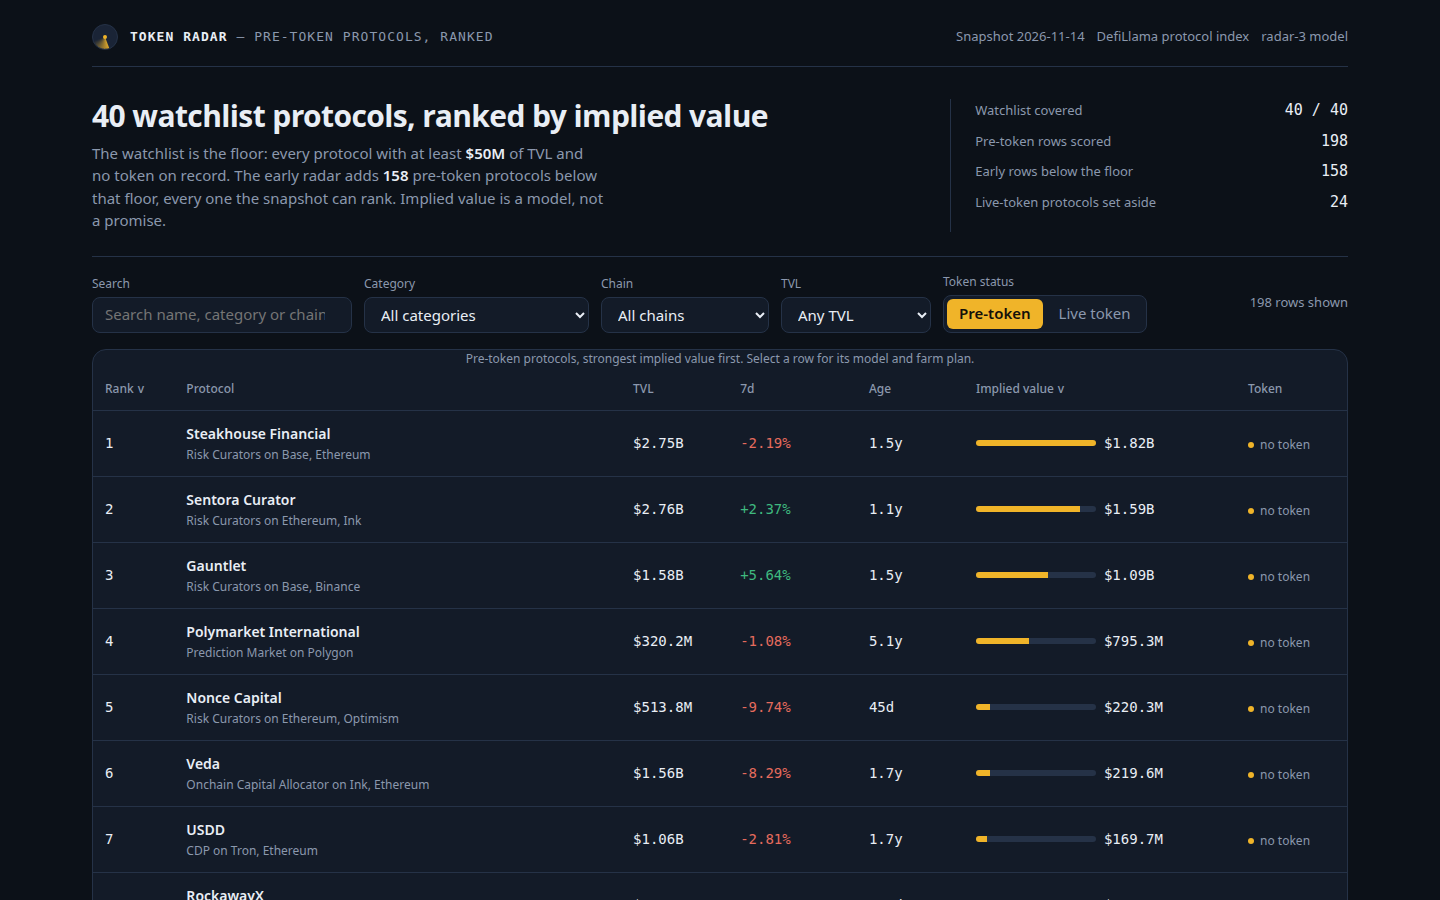 TOKEN RADAR — PRE-TOKEN PROTOCOLS, RANKED
Snapshot 2026-11-14 DefiLlama protocol index radar-3 model
40 watchlist protocols, ranked by implied value
The watchlist is the floor: every protocol with at least $50M of TVL and
no token on record. The early radar adds 158 pre-token protocols below
that floor, every one the snapshot can rank. Implied value is a model, not
a promise.
Watchlist covered 40 / 40
Pre-token rows scored 198
Early rows below the floor 158
Live-token protocols set aside 24
Search Category Chain TVL Token status
Search name, category or chain All categories All chains Any TVL Pre-token Live token
198 rows shown
Pre-token protocols, strongest implied value first. Select a row for its model and farm plan.
Rank v Protocol TVL 7d Age Implied value v Token
1 Steakhouse Financial $2.75B -2.19% 1.5y $1.82B no token
Risk Curators on Base, Ethereum
2 Sentora Curator $2.76B +2.37% 1.1y $1.59B no token
Risk Curators on Ethereum, Ink
3 Gauntlet $1.58B +5.64% 1.5y $1.09B no token
Risk Curators on Base, Binance
4 Polymarket International $320.2M -1.08% 5.1y $795.3M no token
Prediction Market on Polygon
5 Nonce Capital $513.8M -9.74% 45d $220.3M no token
Risk Curators on Ethereum, Optimism
6 Veda $1.56B -8.29% 1.7y $219.6M no token
Onchain Capital Allocator on Ink, Ethereum
7 USDD $1.06B -2.81% 1.7y $169.7M no token
CDP on Tron, Ethereum
RockawayX